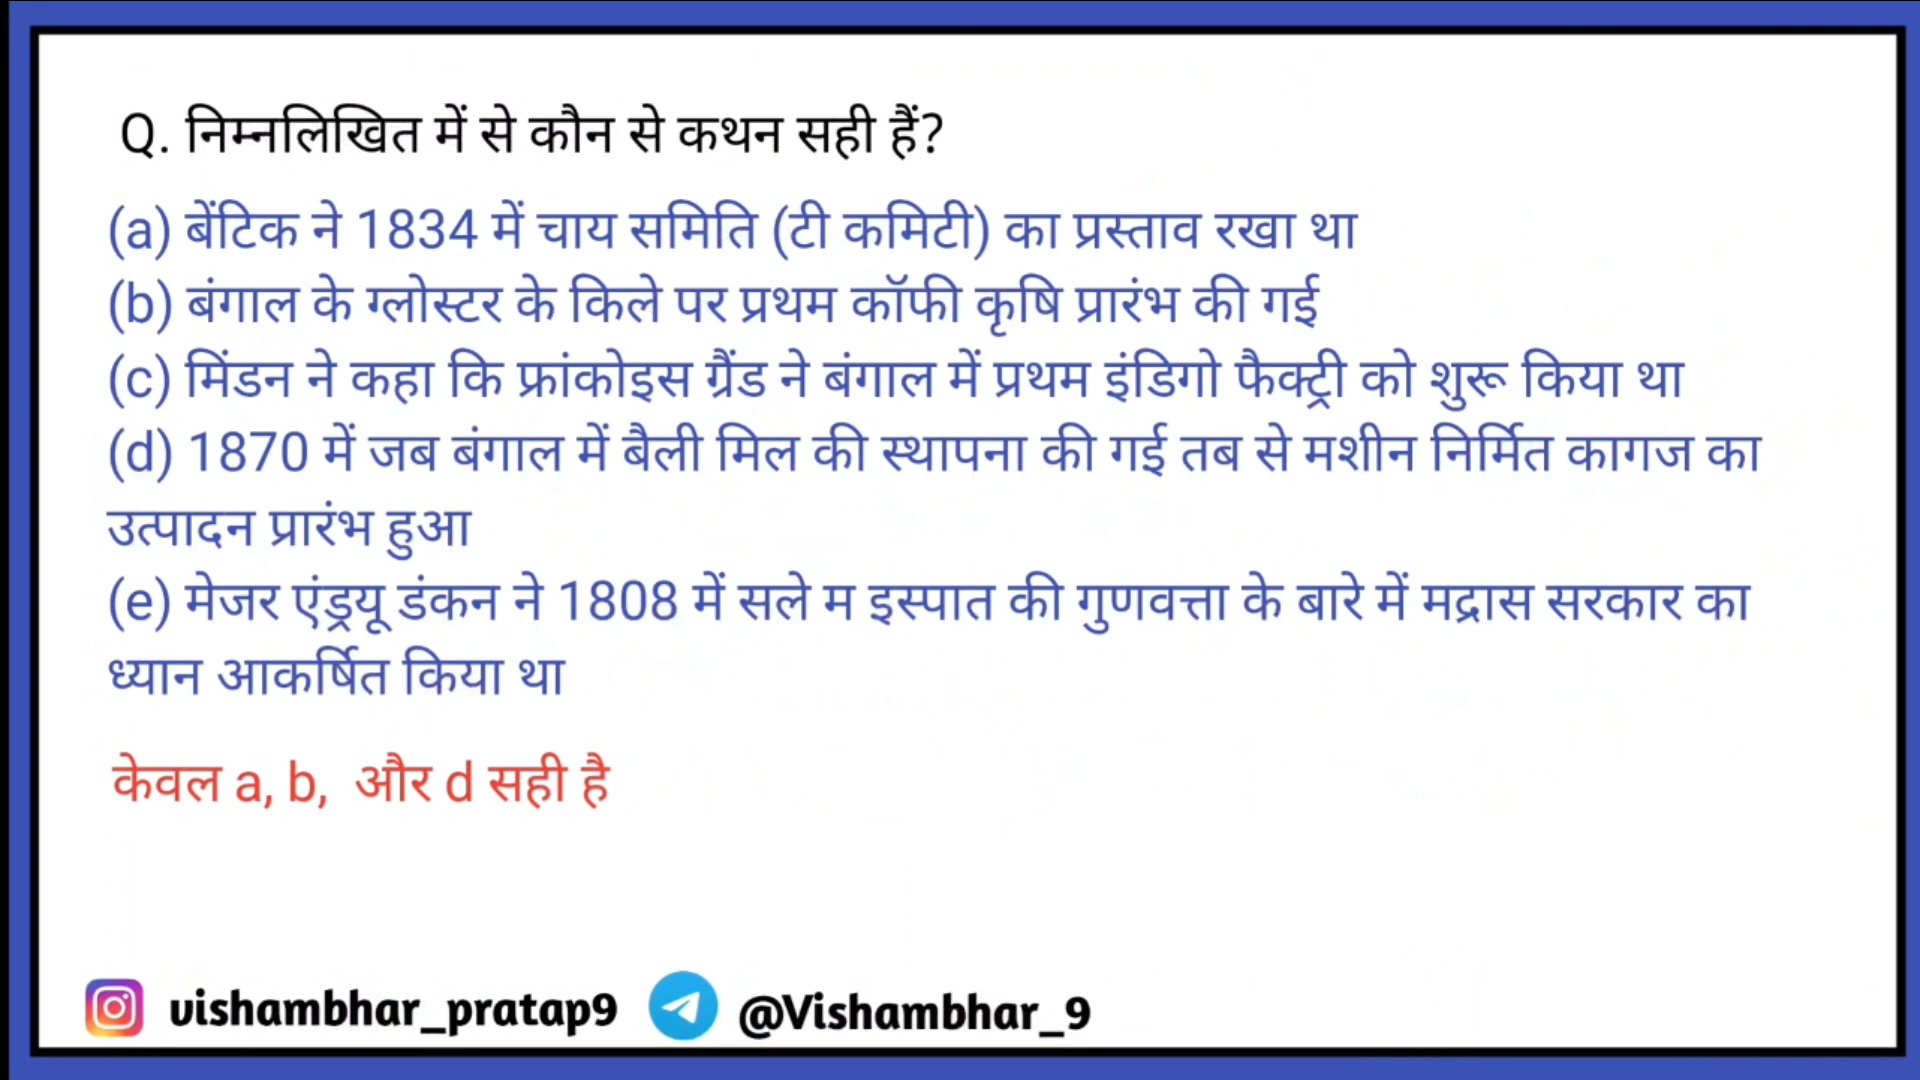 Q. निम्नलिखित में से कौन से कथन सही हैं?
(a) बेंटिक ने 1834 में चाय समिति (टी कमिटी) का प्रस्ताव रखा था
(b) बंगाल के ग्लोस्टर के किले पर प्रथम कॉफी कृषि प्रारंभ की गई
(c) मिंडन ने कहा कि फ्रांकोइस ग्रैंड ने बंगाल में प्रथम इंडिगो फैक्ट्री को शुरू किया था
(d) 1870 में जब बंगाल में बैली मिल की स्थापना की गई तब से मशीन निर्मित कागज का
उत्पादन प्रारंभ हुआ
(e) मेजर एंड्रयू डंकन ने 1808 में सले म इस्पात की गुणवत्ता के बारे में मद्रास सरकार का
ध्यान आकर्षित किया था
केवल a, b, और d सही है
vishambhar_pratap9 @Vishambhar_9